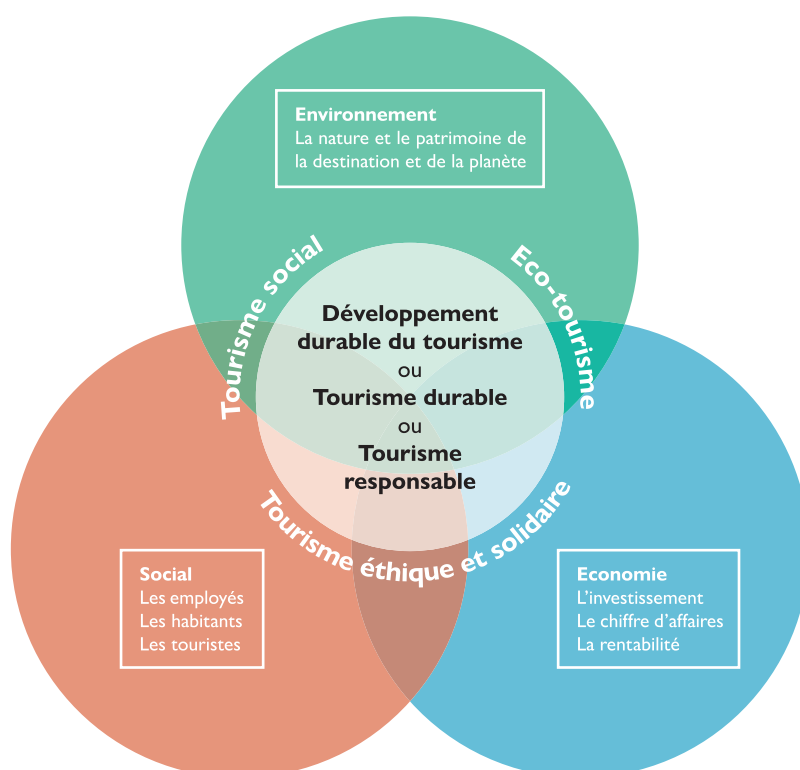 Environnement
La nature et le patrimoine de
la destination et de la planète
Tourisme social
Eco-tourisme
Développement
durable du tourisme
ou
Tourisme durable
ou
Tourisme
responsable
Tourisme éthique et solidaire
Social
Les employés
Les habitants
Les touristes
Economie
L’investissement
Le chiffre d’affaires
La rentabilité